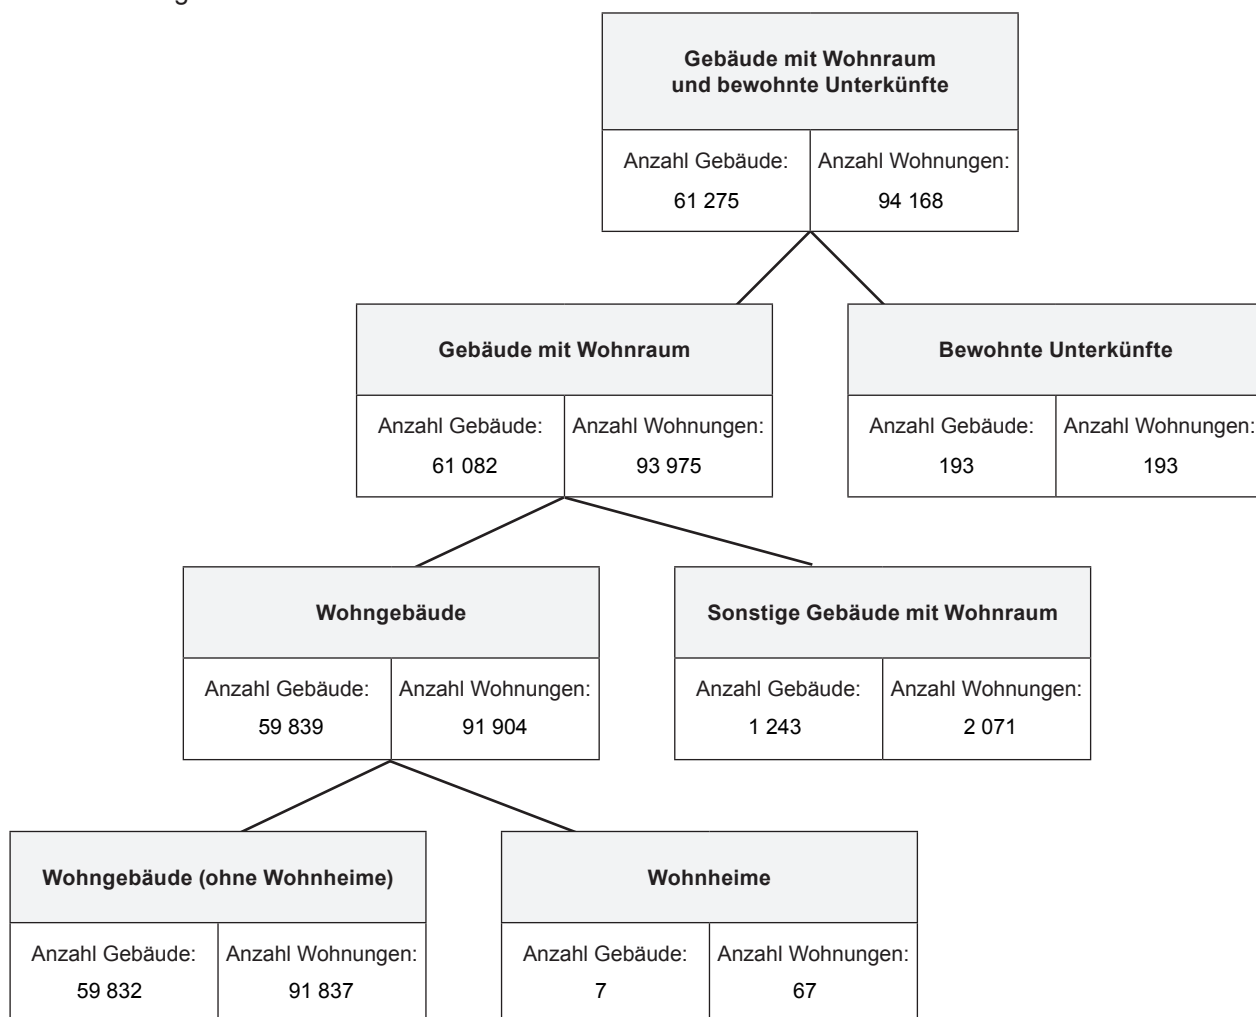 Gebäude mit Wohnraum
und bewohnte Unterkünfte
Anzahl Gebäude: Anzahl Wohnungen:
61 275 94 168
Gebäude mit Wohnraum Bewohnte Unterkünfte
Anzahl Gebäude: Anzahl Wohnungen: Anzahl Gebäude: Anzahl Wohnungen:
61 082 93 975 193 193
Wohngebäude Sonstige Gebäude mit Wohnraum
Anzahl Gebäude: Anzahl Wohnungen: Anzahl Gebäude: Anzahl Wohnungen:
59 839 91 904 1 243 2 071
Wohngebäude (ohne Wohnheime) Wohnheime
Anzahl Gebäude: Anzahl Wohnungen: Anzahl Gebäude: Anzahl Wohnungen:
59 832 91 837 7 67